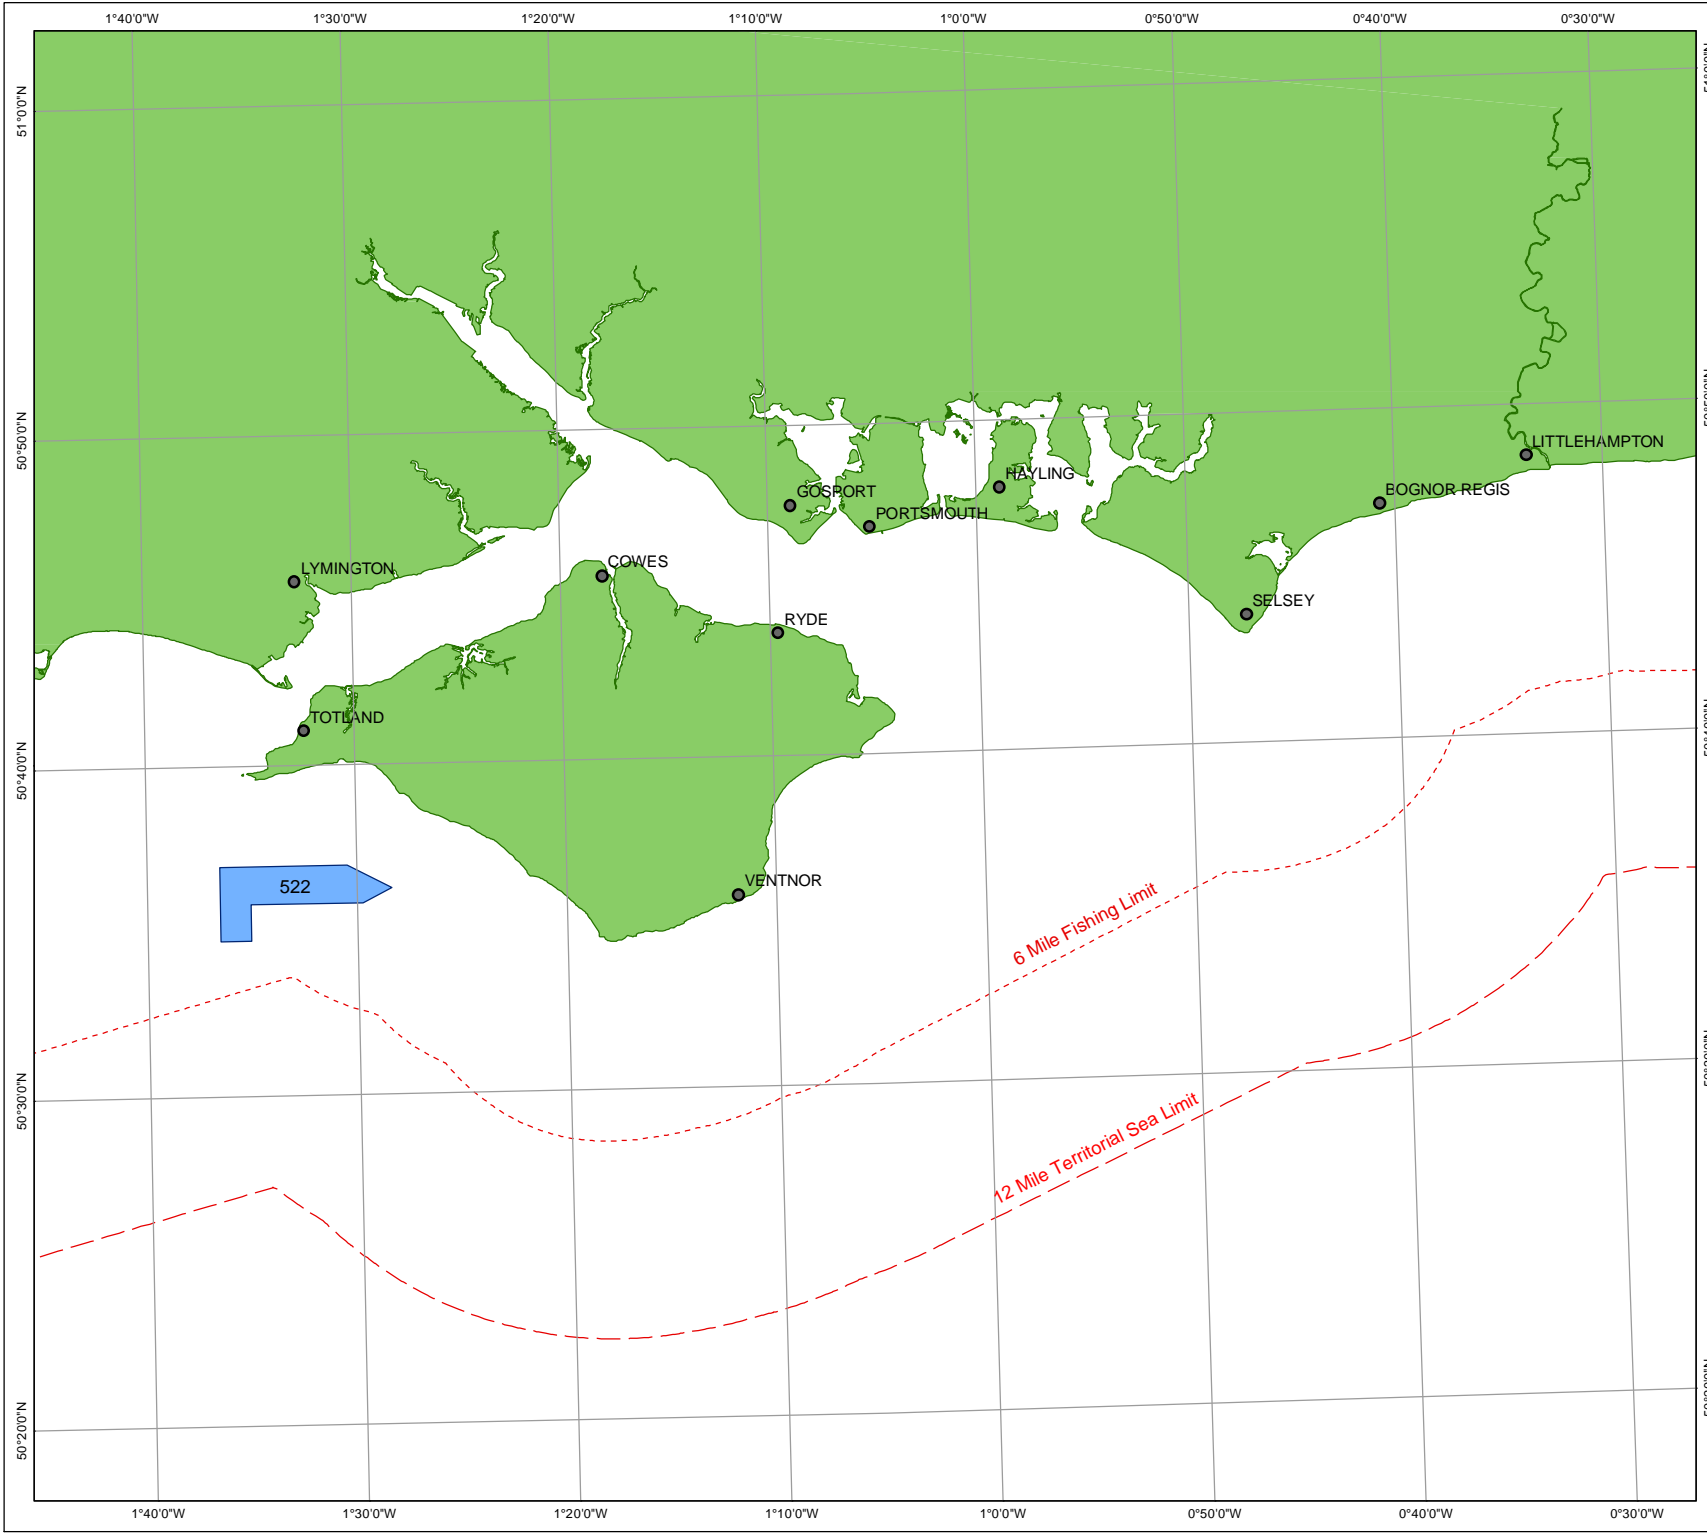 1°40'0"W 1°30'0"W 1°20'0"W 1°10'0"W 1°0'0"W 0°50'0"W 0°40'0"W 0°30'0"W
51°0'0"N
50°50'0"N
LITTLEHAMPTON
HAYLING
GOSPORT
BOGNOR REGIS
PORTSMOUTH
COWES
LYMINGTON
SELSEY
RYDE
TOTLAND
50°40'0"N
522
VENTNOR
6 Mile Fishing Limit
50°30'0"N
12 Mile Territorial Sea Limit
50°20'0"N
1°40'0"W 1°30'0"W 1°20'0"W 1°10'0"W 1°0'0"W 0°50'0"W 0°40'0"W 0°30'0"W